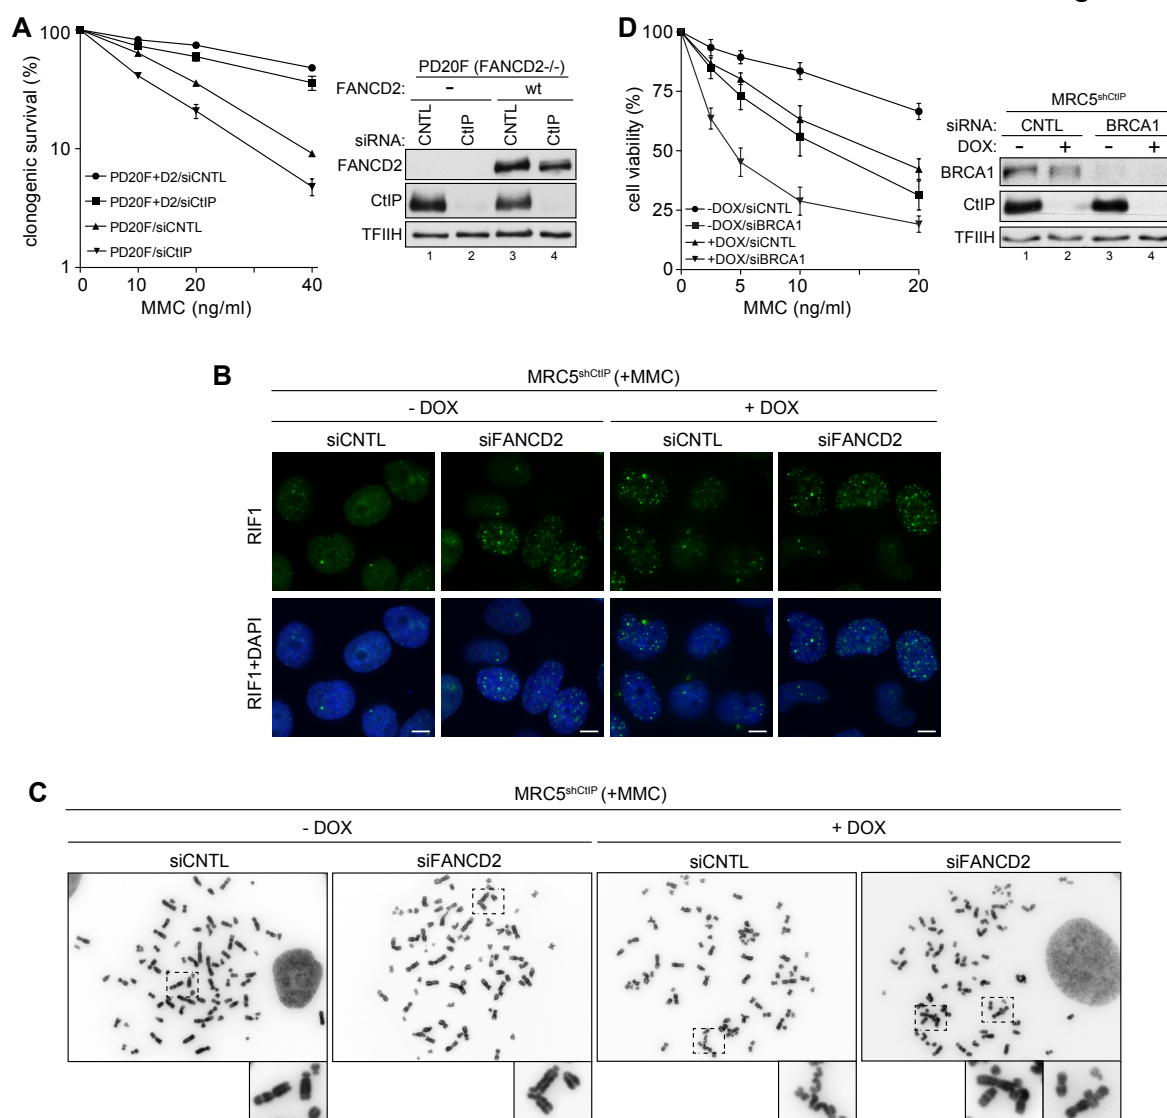 A
100
10
1
clonogenic survival (%)
PD20F+D2/siCNTL
PD20F+D2/siCtIP
PD20F/siCNTL
PD20F/siCtIP
0 10 20 40
MMC (ng/ml)
PD20F (FANCD2-/-)
FANCD2: - wt
siRNA: CNTL CtIP CNTL CtIP
FANCD2
CtIP
TFIIH
1 2 3 4
D
100
75
50
25
0
cell viability (%)
-DOX/siCNTL
-DOX/siBRCA1
+DOX/siCNTL
+DOX/siBRCA1
0 5 10 20
MMC (ng/ml)
MRC5shCtIP
siRNA: CNTL BRCA1
DOX: - + - +
BRCA1
CtIP
TFIIH
1 2 3 4
B
MRC5shCtIP (+MMC)
- DOX + DOX
siCNTL siFANCD2 siCNTL siFANCD2
RIF1
RIF1+DAPI
C
MRC5shCtIP (+MMC)
- DOX + DOX
siCNTL siFANCD2 siCNTL siFANCD2